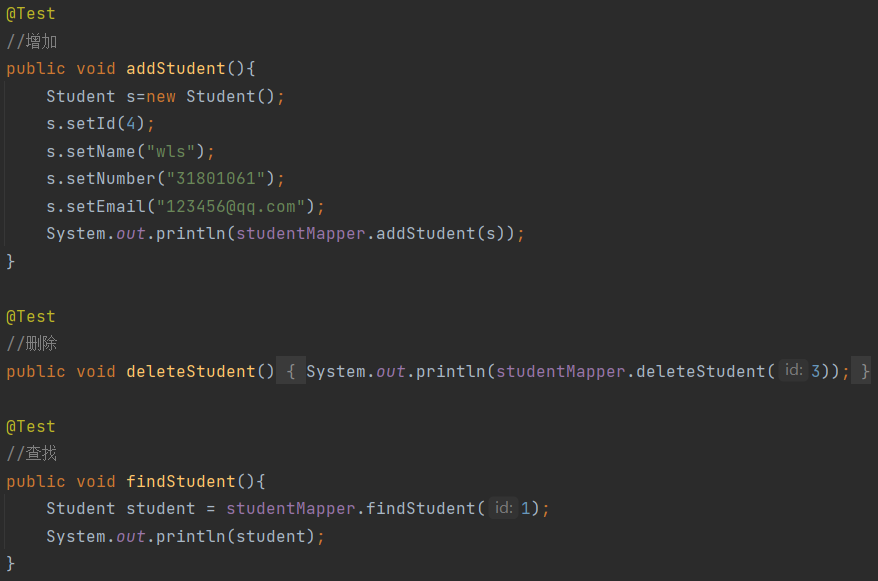 @Test
//增加
public void addStudent(){
    Student s=new Student();
    s.setId(4);
    s.setName("wls");
    s.setNumber("31801061");
    s.setEmail("123456@qq.com");
    System.out.println(studentMapper.addStudent(s));
}
@Test
//删除
public void deleteStudent() { System.out.println(studentMapper.deleteStudent( id: 3)); }
@Test
//查找
public void findStudent(){
    Student student = studentMapper.findStudent( id: 1);
    System.out.println(student);
}